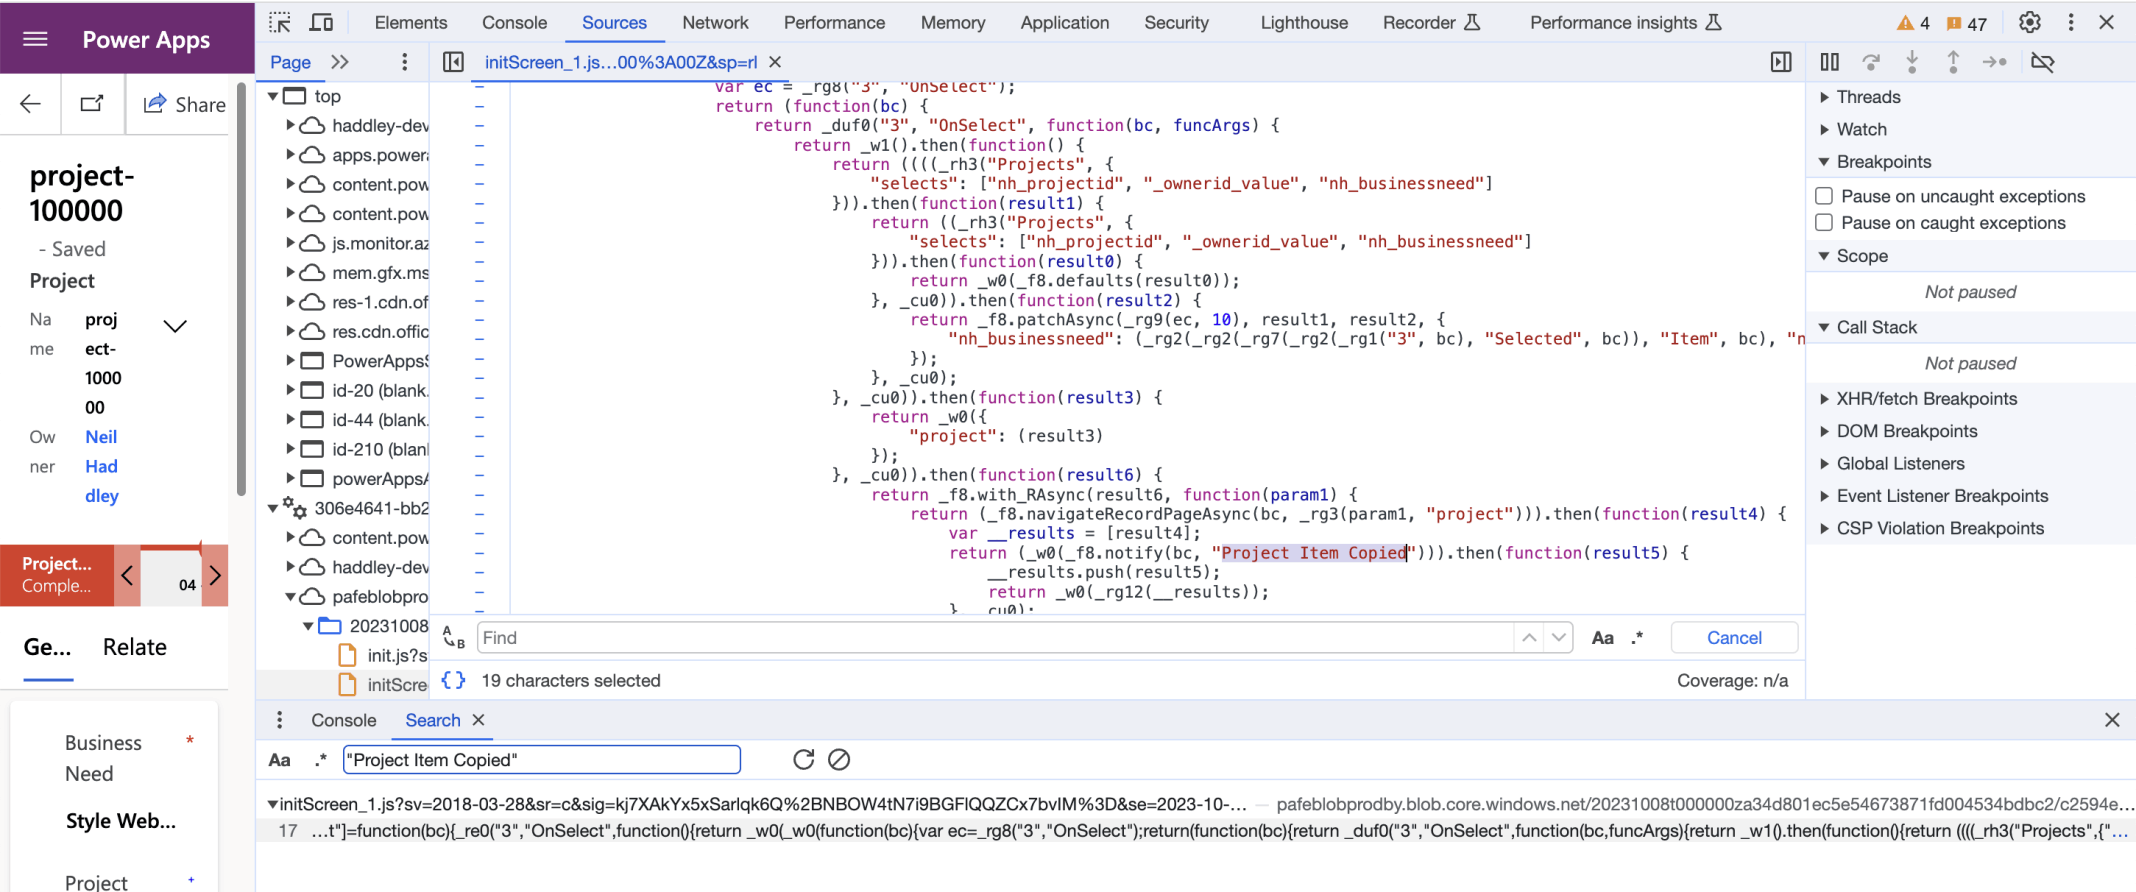 Power Apps
Share
project-
100000
- Saved
Project
Na
me
proj
ect-
1000
00
Ow
ner
Neil
Had
dley
Project...
Comple...
04
Ge...
Relate
Business
Need
*
Style Web...
Project
+
Elements
Console
Sources
Network
Performance
Memory
Application
Security
Lighthouse
Recorder
Performance insights
4
47
Page
initScreen_1.js...00%3A00Z&sp=rl
top
haddley-dev
apps.powera
content.pow
content.pow
js.monitor.az
mem.gfx.ms
res-1.cdn.of
res.cdn.offic
PowerAppsS
id-20 (blank.
id-44 (blank.
id-210 (blanl
powerAppsA
306e4641-bb2
content.pow
haddley-dev
pafeblobpro
20231008
init.js?s
initScre
var ec = _rg8("3", "OnSelect");
return (function(bc) {
return _duf0("3", "OnSelect", function(bc, funcArgs) {
return _w1().then(function() {
return ((((_rh3("Projects", {
"selects": ["nh_projectid", "_ownerid_value", "nh_businessneed"]
})).then(function(result1) {
return ((_rh3("Projects", {
"selects": ["nh_projectid", "_ownerid_value", "nh_businessneed"]
})).then(function(result0) {
return _w0(_f8.defaults(result0));
}, _cu0)).then(function(result2) {
return _f8.patchAsync(_rg9(ec, 10), result1, result2, {
"nh_businessneed": (_rg2(_rg2(_rg7(_rg2(_rg1("3", bc), "Selected", bc)), "Item", bc), "n
});
}, _cu0);
}, _cu0)).then(function(result3) {
return _w0({
"project": (result3)
});
}, _cu0)).then(function(result6) {
return _f8.with_RAsync(result6, function(param1) {
return (_f8.navigateRecordPageAsync(bc, _rg3(param1, "project"))).then(function(result4) {
var __results = [result4];
return (_w0(_f8.notify(bc, "Project Item Copied"))).then(function(result5) {
__results.push(result5);
return _w0(_rg12(__results));
}, _cu0);
A
B
Find
Aa
.*
Cancel
{} 19 characters selected
Coverage: n/a
Threads
Watch
Breakpoints
Pause on uncaught exceptions
Pause on caught exceptions
Scope
Not paused
Call Stack
Not paused
XHR/fetch Breakpoints
DOM Breakpoints
Global Listeners
Event Listener Breakpoints
CSP Violation Breakpoints
Console
Search
Aa
.*
"Project Item Copied"
initScreen_1.js?sv=2018-03-28&sr=c&sig=kj7XAkYx5xSarlqk6Q%2BNBOW4tN7i9BGFlQQZCx7bvIM%3D&se=2023-10-... — pafeblobprodby.blob.core.windows.net/20231008t000000za34d801ec5e54673871fd004534bdbc2/c2594e...
17 ...t"]=function(bc){_re0("3","OnSelect",function(){return _w0(_w0(function(bc){var ec=_rg8("3","OnSelect");return(function(bc){return _duf0("3","OnSelect",function(bc,funcArgs){return _w1().then(function(){return ((((_rh3("Projects",{"...